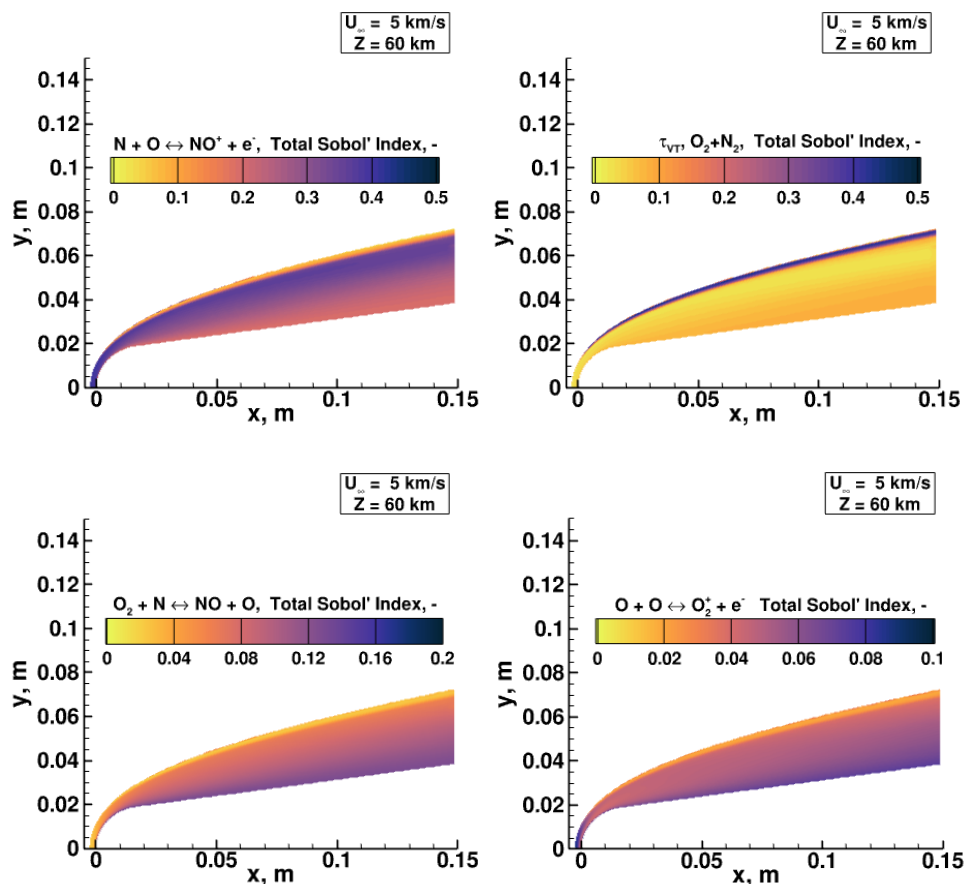 U∞ = 5 km/s
Z = 60 km
0.14
0.12
0.1
0.08
0.06
0.04
0.02
0
y, m
N + O ↔ NO⁺ + e⁻, Total Sobol' Index, -
0 0.1 0.2 0.3 0.4 0.5
0 0.05 0.1 0.15
x, m
U∞ = 5 km/s
Z = 60 km
0.14
0.12
0.1
0.08
0.06
0.04
0.02
0
y, m
τVT, O₂+N₂, Total Sobol' Index, -
0 0.1 0.2 0.3 0.4 0.5
0 0.05 0.1 0.15
x, m
U∞ = 5 km/s
Z = 60 km
0.14
0.12
0.1
0.08
0.06
0.04
0.02
0
y, m
O₂ + N ↔ NO + O, Total Sobol' Index, -
0 0.04 0.08 0.12 0.16 0.2
0 0.05 0.1 0.15
x, m
U∞ = 5 km/s
Z = 60 km
0.14
0.12
0.1
0.08
0.06
0.04
0.02
0
y, m
O + O ↔ O₂⁺ + e⁻ Total Sobol' Index, -
0 0.02 0.04 0.06 0.08 0.1
0 0.05 0.1 0.15
x, m